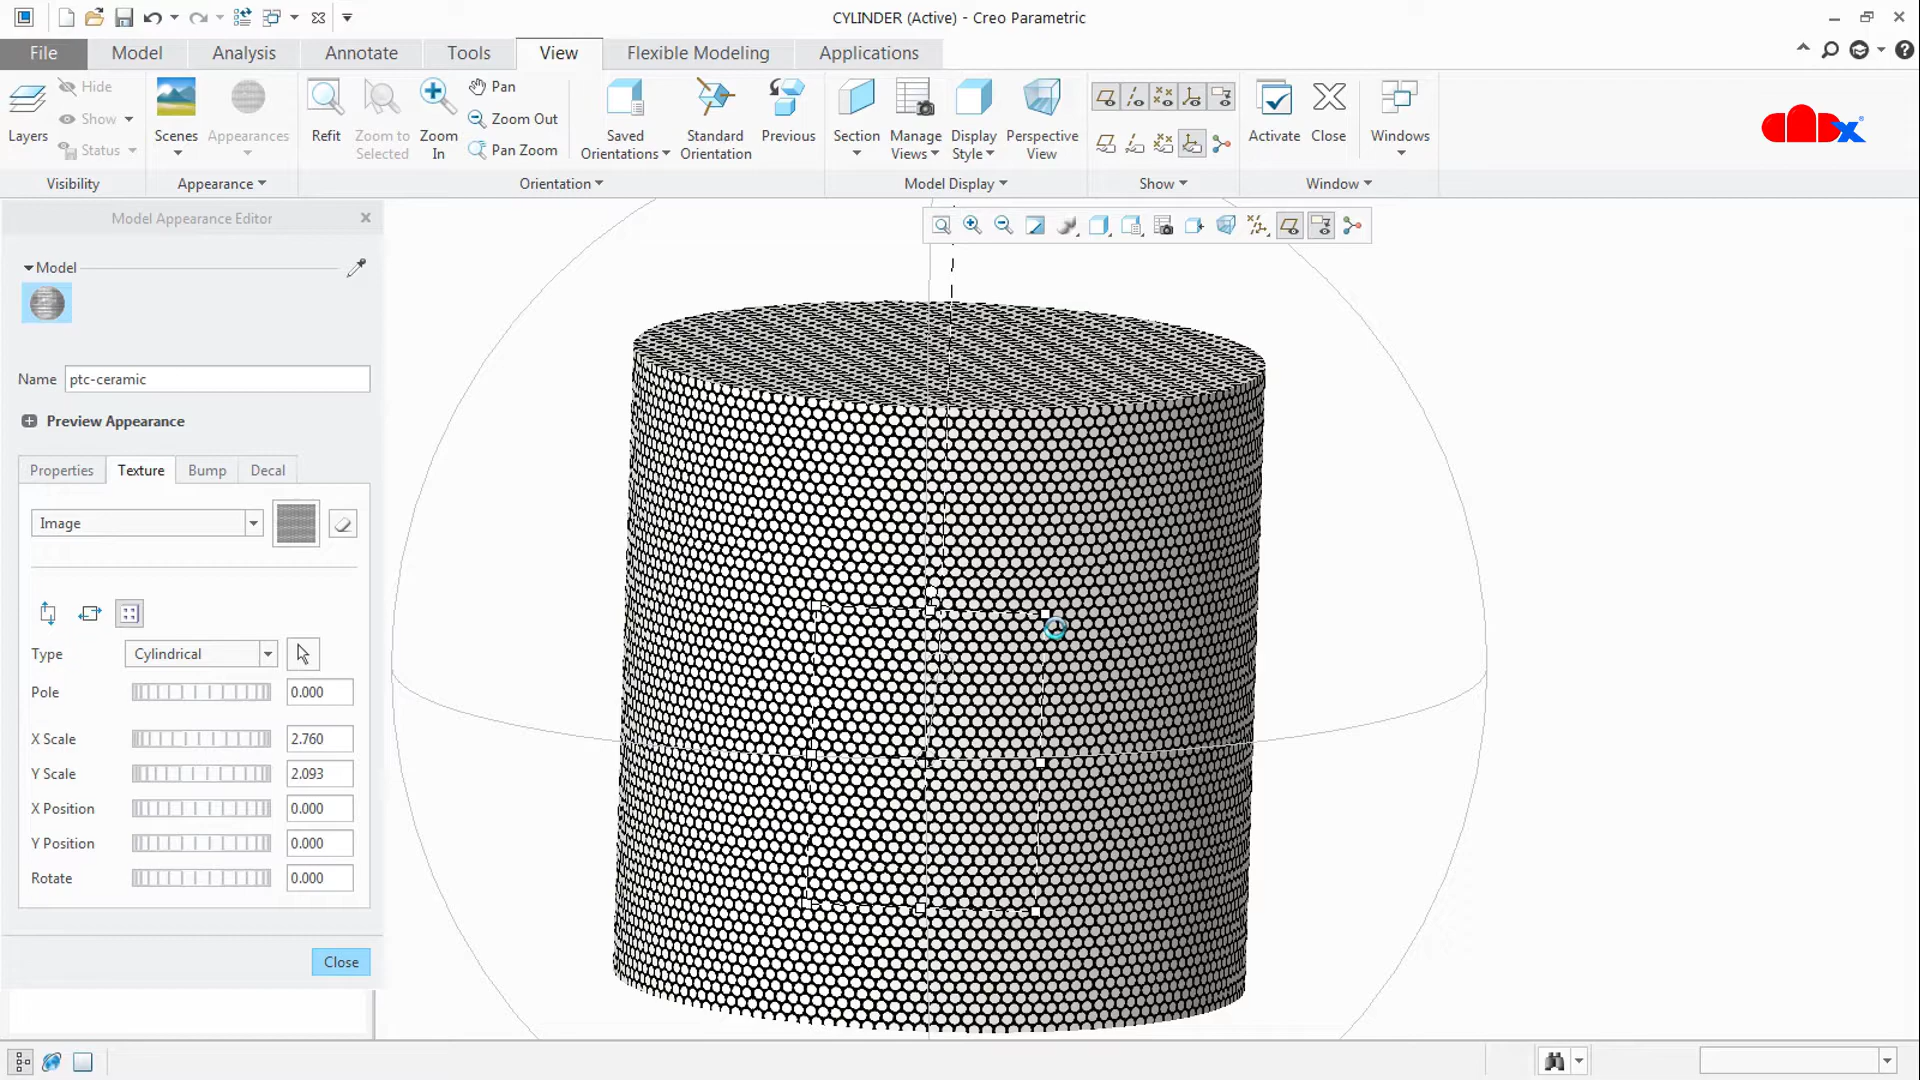 CYLINDER (Active) - Creo Parametric
File
Model
Analysis
Annotate
Tools
View
Flexible Modeling
Applications
Layers
Hide
Show
Status
Visibility
Scenes
Appearances
Appearance
Refit
Zoom to Selected
Zoom In
Pan
Zoom Out
Pan Zoom
Saved Orientations
Standard Orientation
Previous
Orientation
Section
Manage Views
Display Style
Perspective View
Model Display
Show
Activate
Close
Windows
Window
CADX
Model Appearance Editor
Model
Name ptc-ceramic
Preview Appearance
Properties
Texture
Bump
Decal
Image
Type Cylindrical
Pole 0.000
X Scale 2.760
Y Scale 2.093
X Position 0.000
Y Position 0.000
Rotate 0.000
Close